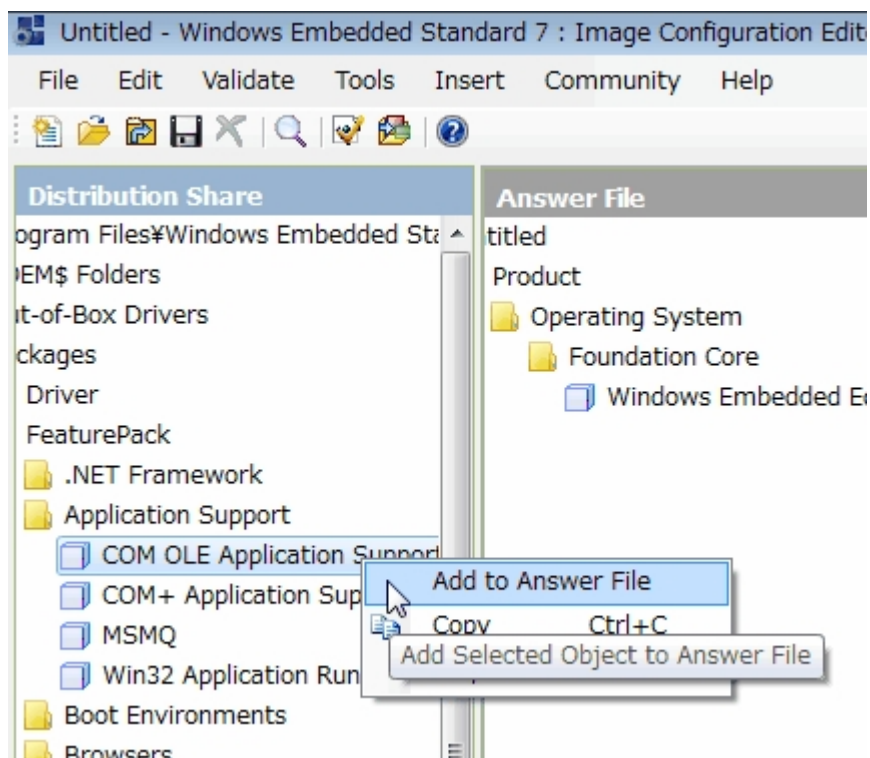 Untitled - Windows Embedded Standard 7 : Image Configuration Edit
File Edit Validate Tools Insert Community Help
Distribution Share
ogram Files¥Windows Embedded Sta
EM$ Folders
t-of-Box Drivers
ckages
Driver
FeaturePack
.NET Framework
Application Support
COM OLE Application Support
COM+ Application Sup
MSMQ
Win32 Application Run
Boot Environments
Browsers
Answer File
titled
Product
Operating System
Foundation Core
Windows Embedded Ed
Add to Answer File
Copy Ctrl+C
Add Selected Object to Answer File